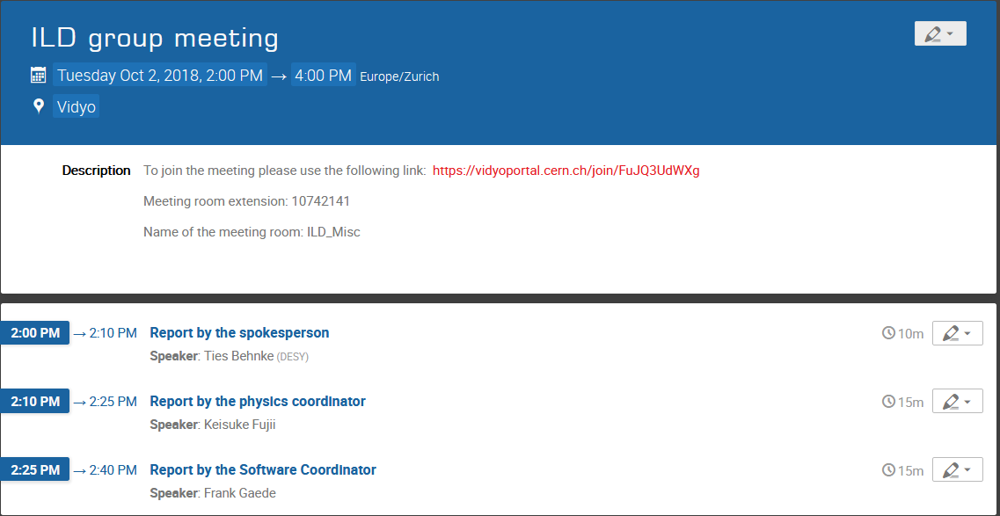 ILD group meeting
Tuesday Oct 2, 2018, 2:00 PM → 4:00 PM Europe/Zurich
Vidyo
Description To join the meeting please use the following link: https://vidyoportal.cern.ch/join/FuJQ3UdWXg
Meeting room extension: 10742141
Name of the meeting room: ILD_Misc
2:00 PM → 2:10 PM Report by the spokesperson 10m
Speaker: Ties Behnke (DESY)
2:10 PM → 2:25 PM Report by the physics coordinator 15m
Speaker: Keisuke Fujii
2:25 PM → 2:40 PM Report by the Software Coordinator 15m
Speaker: Frank Gaede